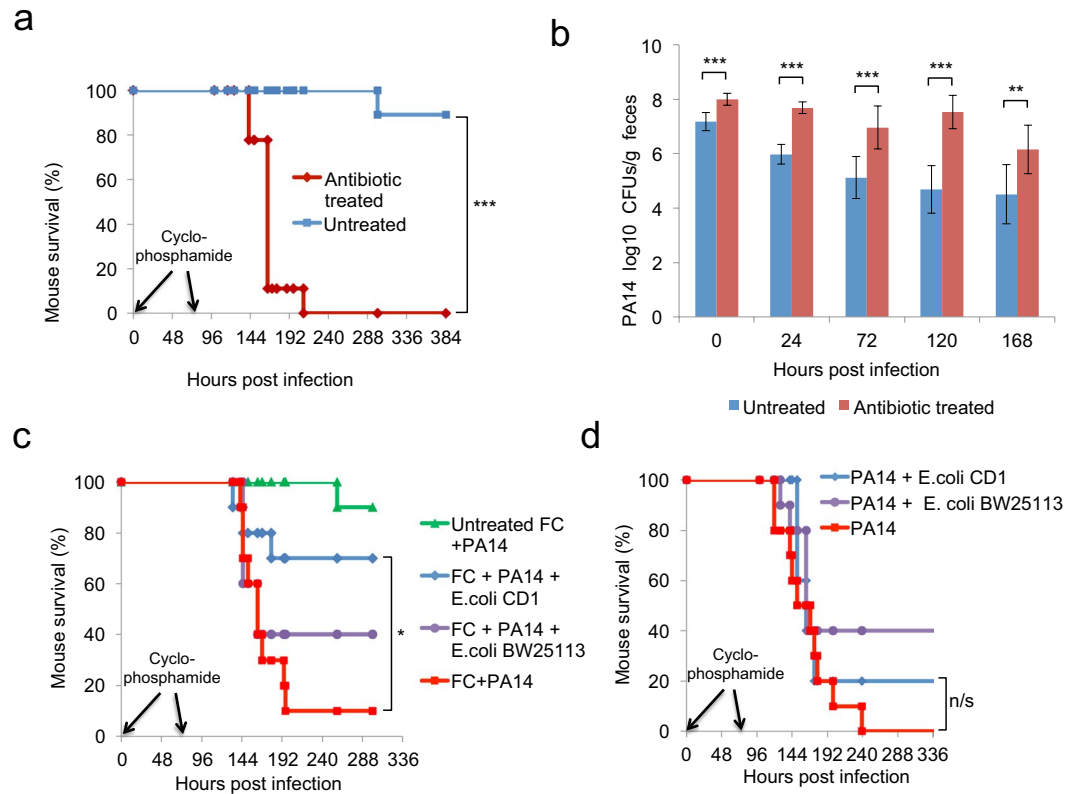 a
Mouse survival (%)
100
80
60
40
20
0
Cyclo-
phosphamide
Antibiotic
treated
Untreated
***
0 48 96 144 192 240 288 336 384
Hours post infection
b
PA14 log10 CFUs/g feces
10
8
6
4
2
0
*** *** *** *** **
0 24 72 120 168
Hours post infection
Untreated Antibiotic treated
c
Mouse survival (%)
100
80
60
40
20
0
Cyclo-
phosphamide
Untreated FC
+PA14
FC + PA14 +
E.coli CD1
FC + PA14 +
E.coli BW25113
FC+PA14
*
0 48 96 144 192 240 288 336
Hours post infection
d
Mouse survival (%)
100
80
60
40
20
0
Cyclo-
phosphamide
PA14 + E.coli CD1
PA14 + E. coli BW25113
PA14
n/s
0 48 96 144 192 240 288 336
Hours post infection